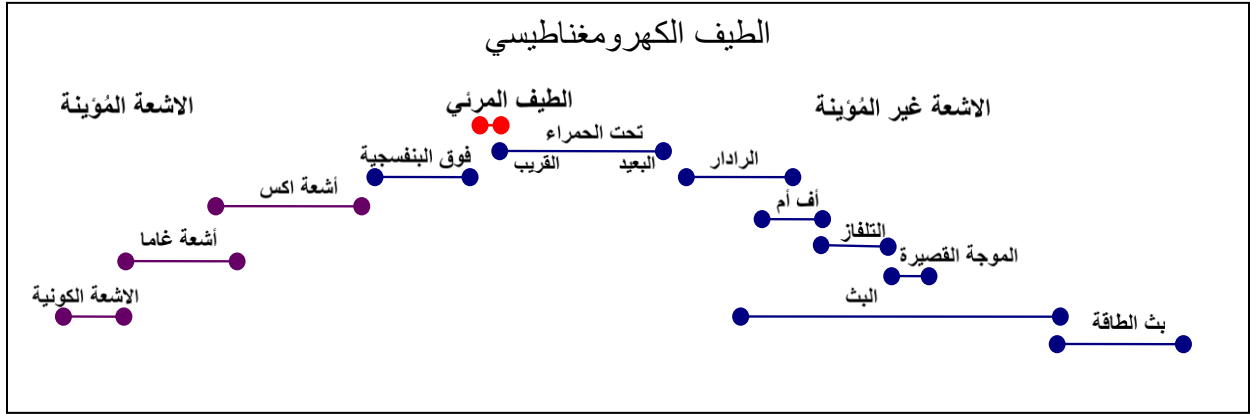 الطيف الكهرومغناطيسي
الاشعة غير المُؤينة
الطيف المرئي
الاشعة المُؤينة
تحت الحمراء
القريب
البعيد
فوق البنفسجية
الرادار
أشعة اكس
أف أم
التلفاز
أشعة غاما
الموجة القصيرة
البث
الاشعة الكونية
بث الطاقة